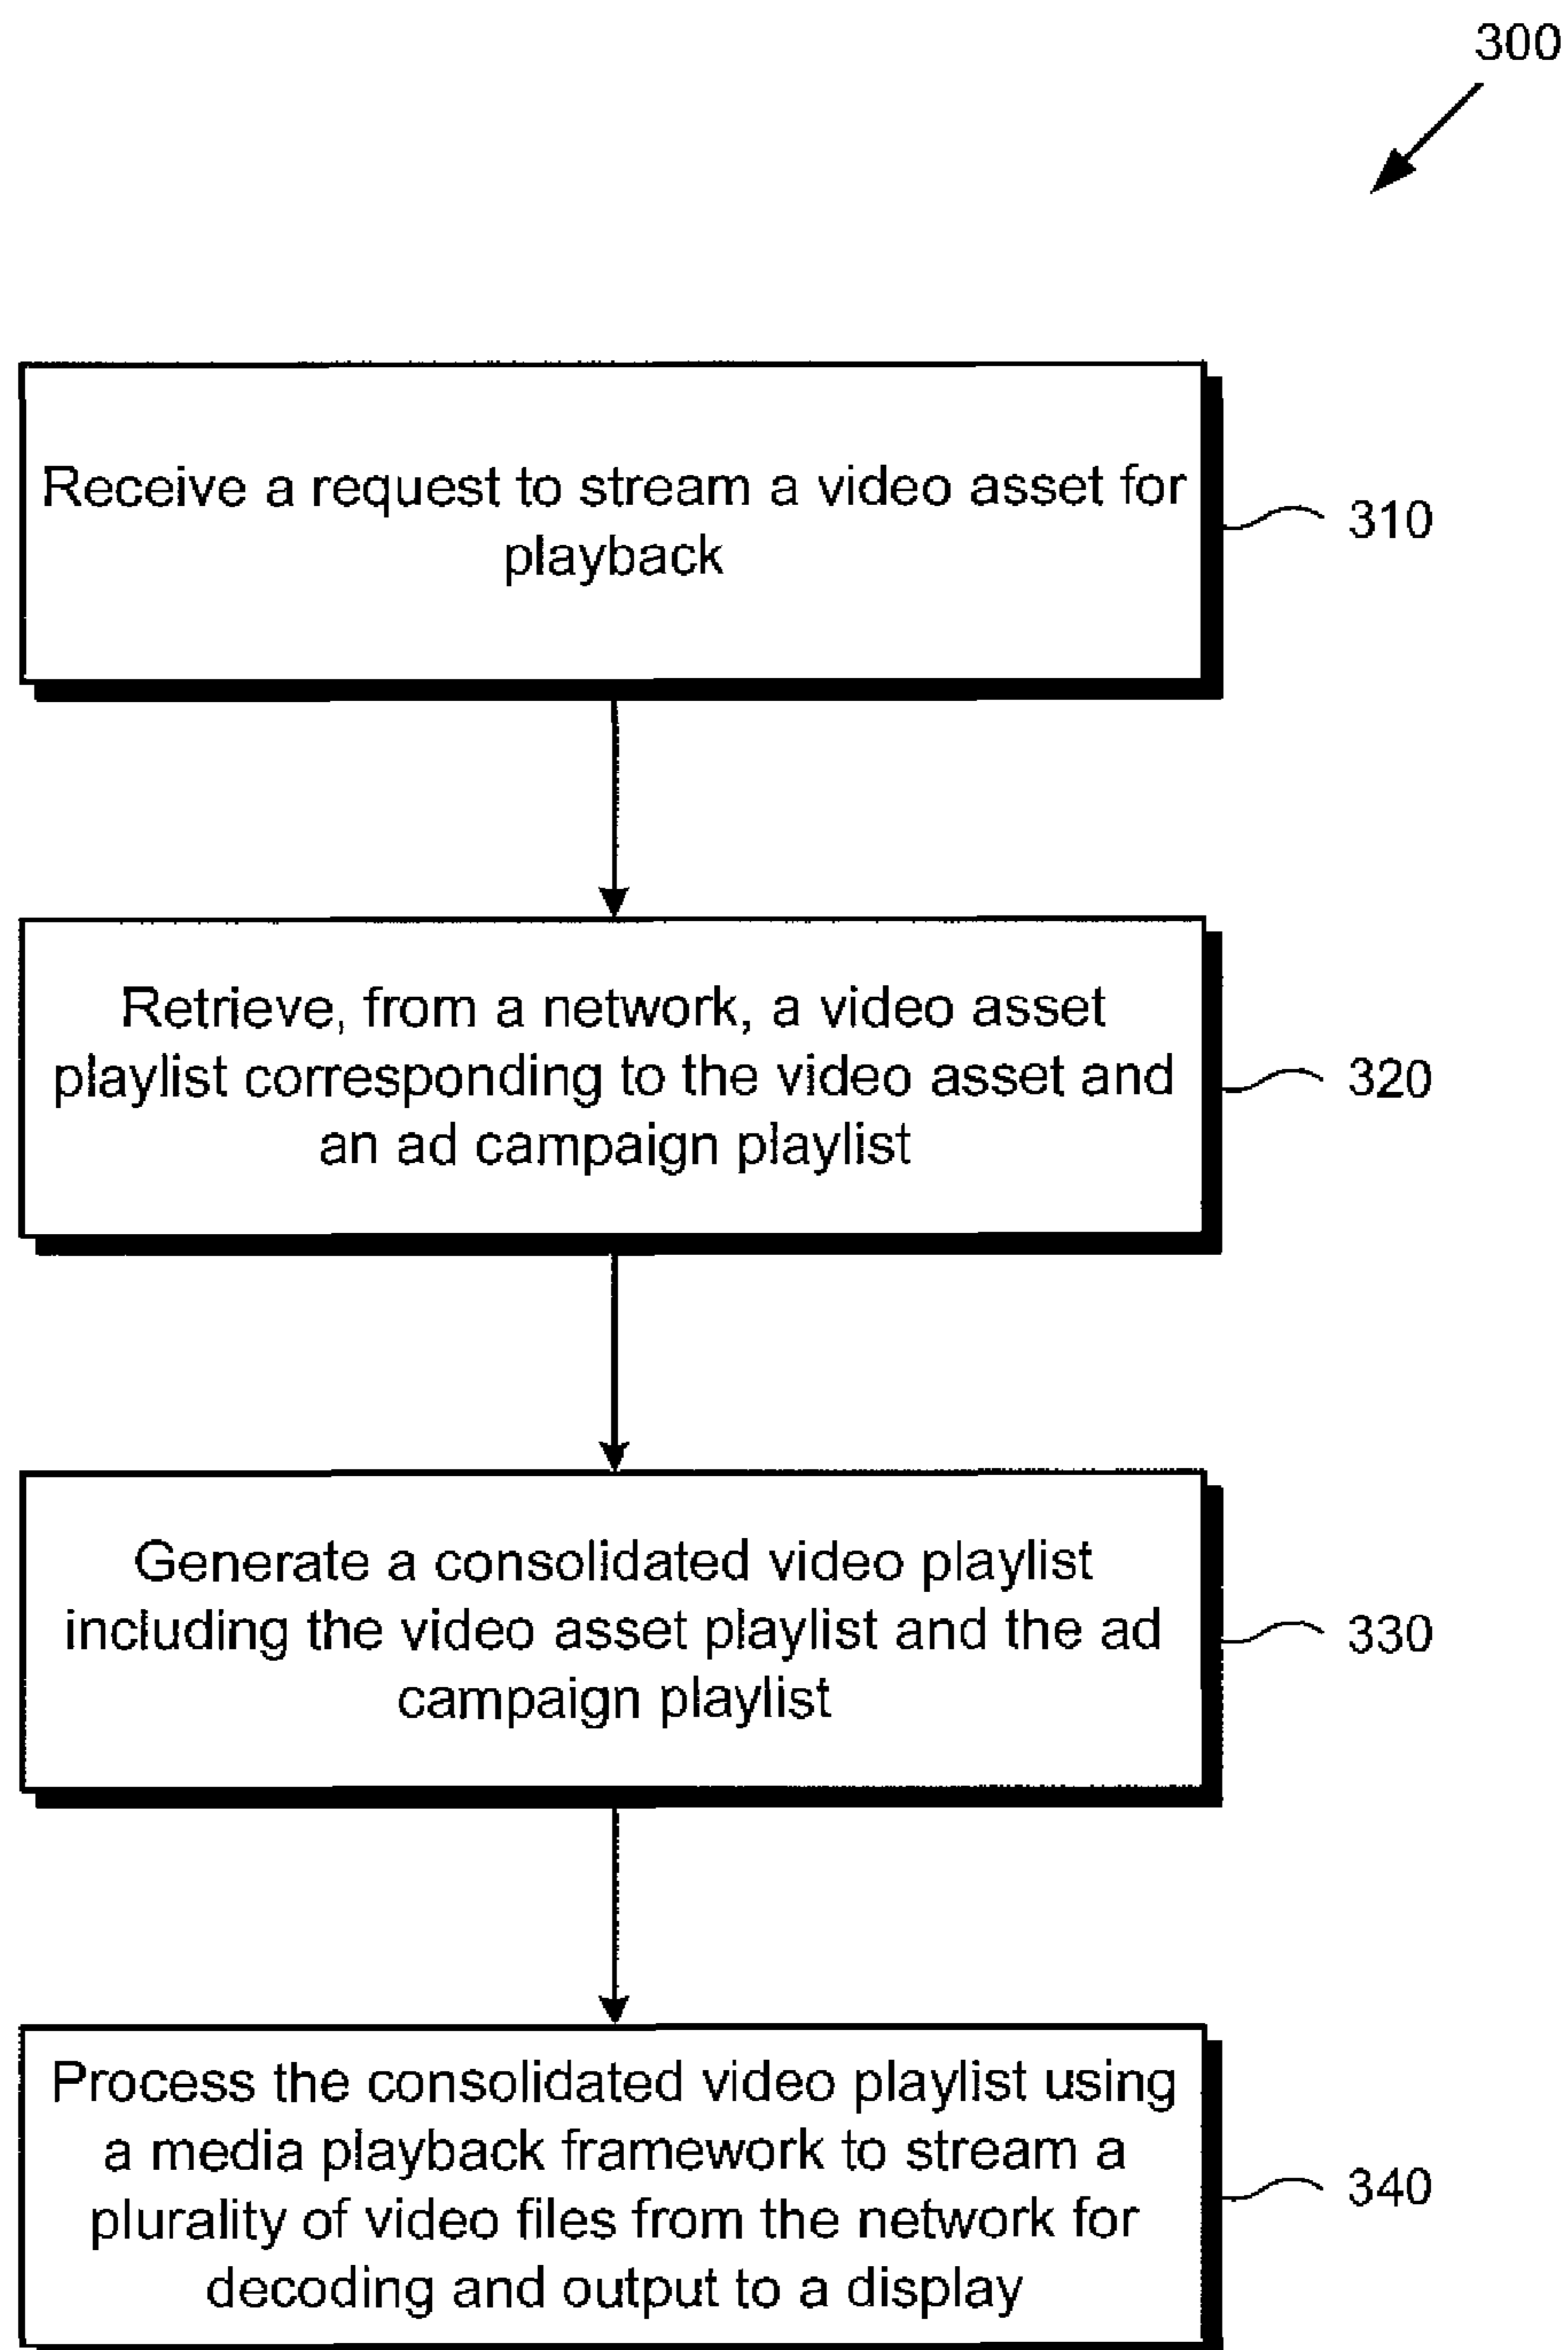 300
Receive a request to stream a video asset for
playback
310
Retrieve, from a network, a video asset
playlist corresponding to the video asset and
an ad campaign playlist
320
Generate a consolidated video playlist
including the video asset playlist and the ad
campaign playlist
330
Process the consolidated video playlist using
a media playback framework to stream a
plurality of video files from the network for
decoding and output to a display
340